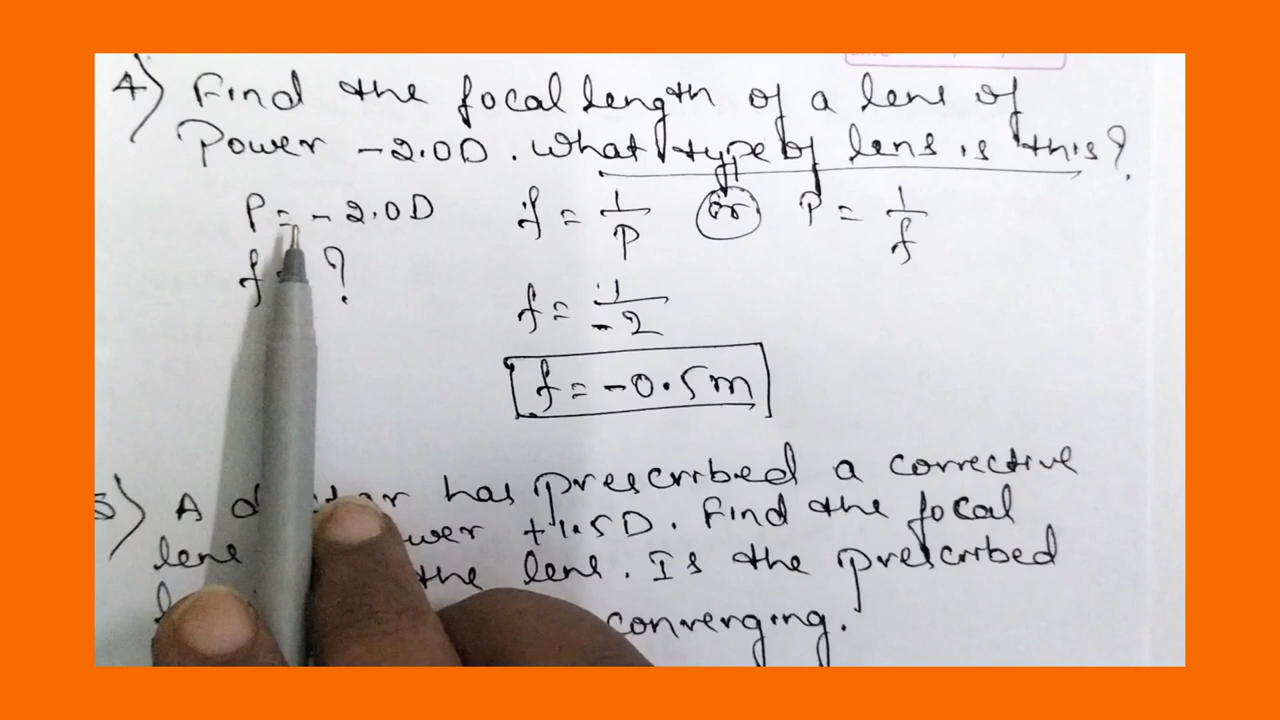 4) Find the focal length of a lens of
Power -2.0D. What type of lens is this?
P = -2.0D
f = 1/P or P = 1/f
f = ?
f = 1/-2
f = -0.5m
5) A has prescribed a corrective
lens +1.5D. Find the focal
the lens. Is the prescribed
converging.